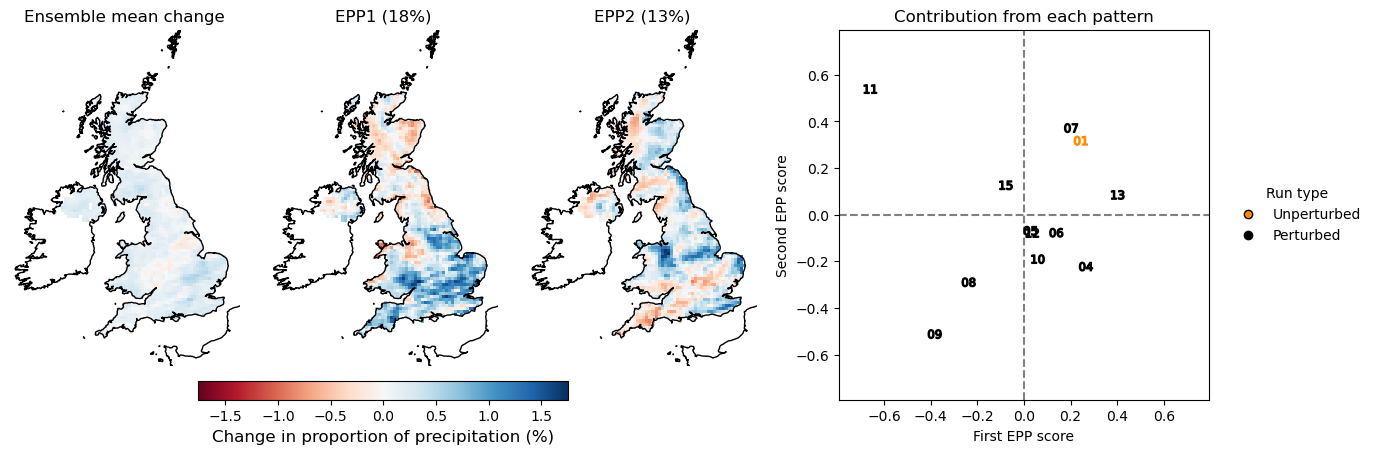 Ensemble mean change
EPP1 (18%)
EPP2 (13%)
Contribution from each pattern
−1.5 −1.0 −0.5 0.0 0.5 1.0 1.5
Change in proportion of precipitation (%)
Second EPP score
0.6
0.4
0.2
0.0
−0.2
−0.4
−0.6
11
07
01
15
13
05
12
06
10
04
08
09
−0.6 −0.4 −0.2 0.0 0.2 0.4 0.6
First EPP score
Run type
Unperturbed
Perturbed